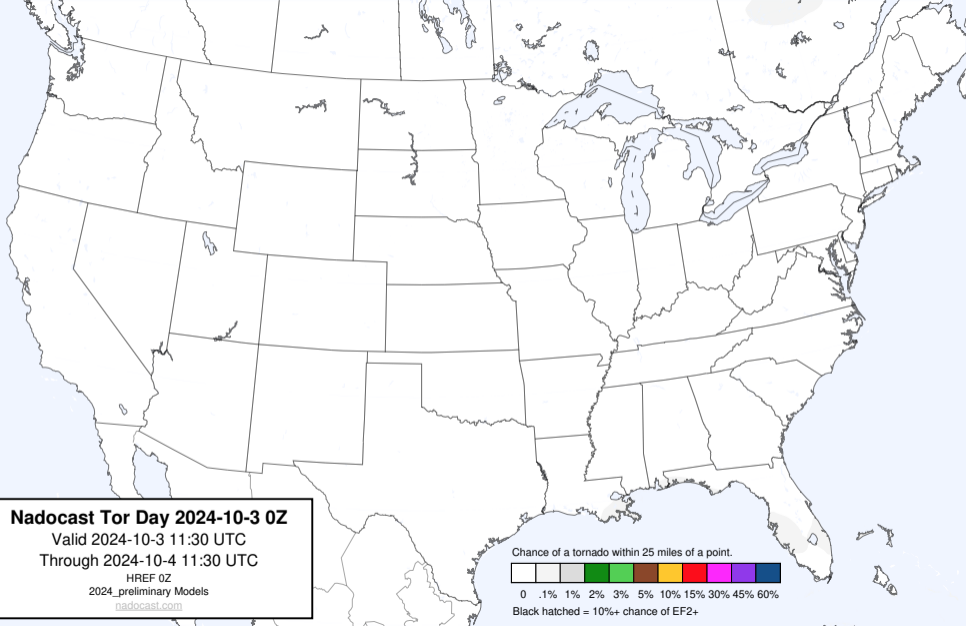 Nadocast Tor Day 2024-10-3 0Z
Valid 2024-10-3 11:30 UTC
Through 2024-10-4 11:30 UTC
HREF 0Z
2024_preliminary Models
nadocast.com
Chance of a tornado within 25 miles of a point.
0 .1% 1% 2% 3% 5% 10% 15% 30% 45% 60%
Black hatched = 10%+ chance of EF2+